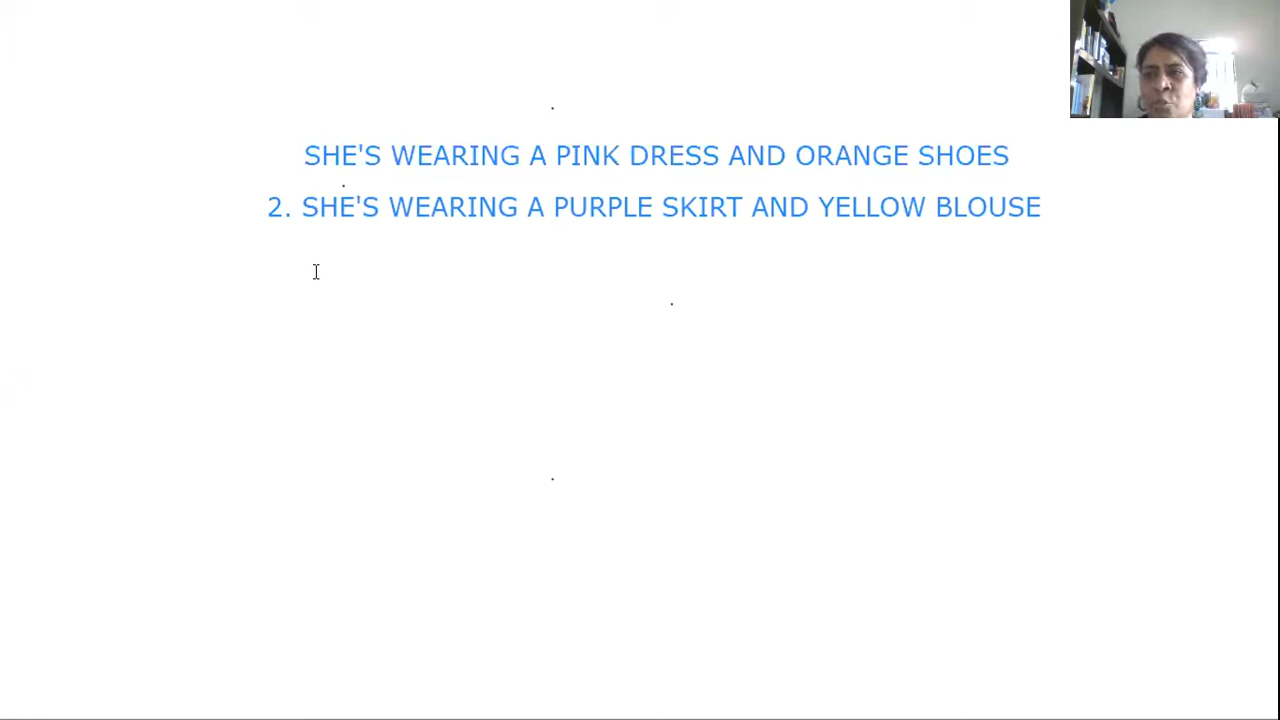 SHE'S WEARING A PINK DRESS AND ORANGE SHOES
2. SHE'S WEARING A PURPLE SKIRT AND YELLOW BLOUSE